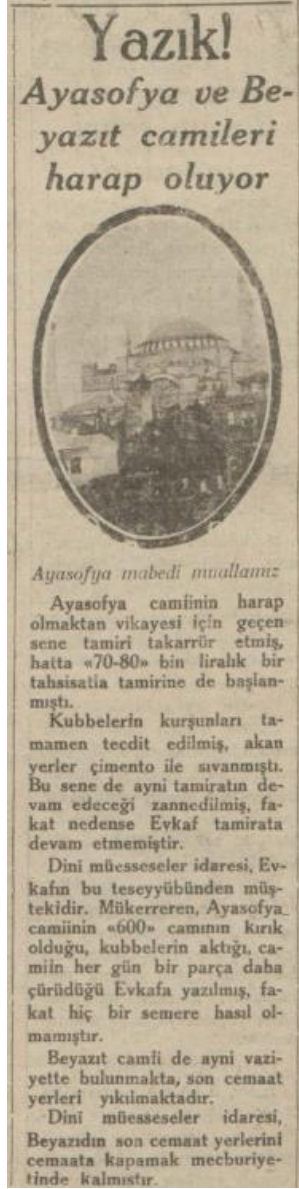 Yazık!
Ayasofya ve Be-
yazıt camileri
harap oluyor
Ayasofya mabedi muallamız
Ayasofya camiinin harap
olmaktan vikayesi için geçen
sene tamiri takarrür etmiş,
hatta «70-80» bin liralık bir
tahsisatla tamirine de başlan-
mıştı.
Kubbelerin kurşunları ta-
mamen tecdit edilmiş, akan
yerler çimento ile sıvanmıştı.
Bu sene de ayni tamiratın de-
vam edeceği zannedilmiş, fa-
kat nedense Evkaf tamirata
devam etmemiştir.
Dini müesseseler idaresi, Ev-
kafın bu teseyyübünden müş-
tekidir. Mükerreren, Ayasofya
camiinin «600» camının kırık
olduğu, kubbelerin aktığı, ca-
miin her gün bir parça daha
çürüdüğü Evkafa yazılmış, fa-
kat hiç bir semere hasıl ol-
mamıştır.
Beyazıt camii de ayni vazi-
yette bulunmakta, son cemaat
yerleri yıkılmaktadır.
Dini müesseseler idaresi,
Beyazıdın son cemaat yerlerini
cemaata kapamak mecburiye-
tinde kalmıştır.